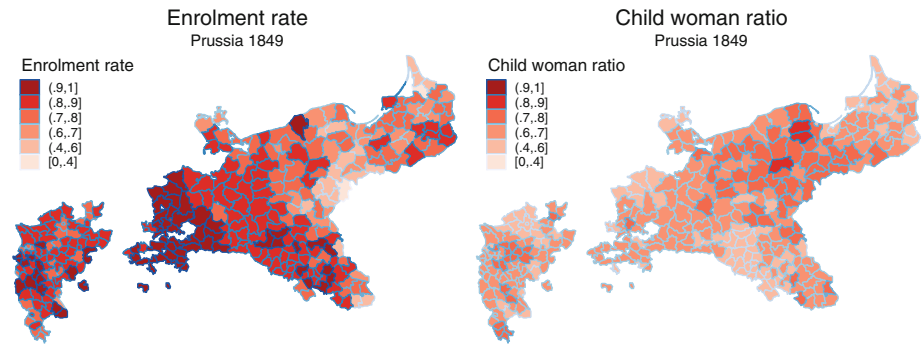 Enrolment rate
Prussia 1849
Enrolment rate
(.9,1]
(.8,.9]
(.7,.8]
(.6,.7]
(.4,.6]
[0,.4]
Child woman ratio
Prussia 1849
Child woman ratio
(.9,1]
(.8,.9]
(.7,.8]
(.6,.7]
(.4,.6]
[0,.4]